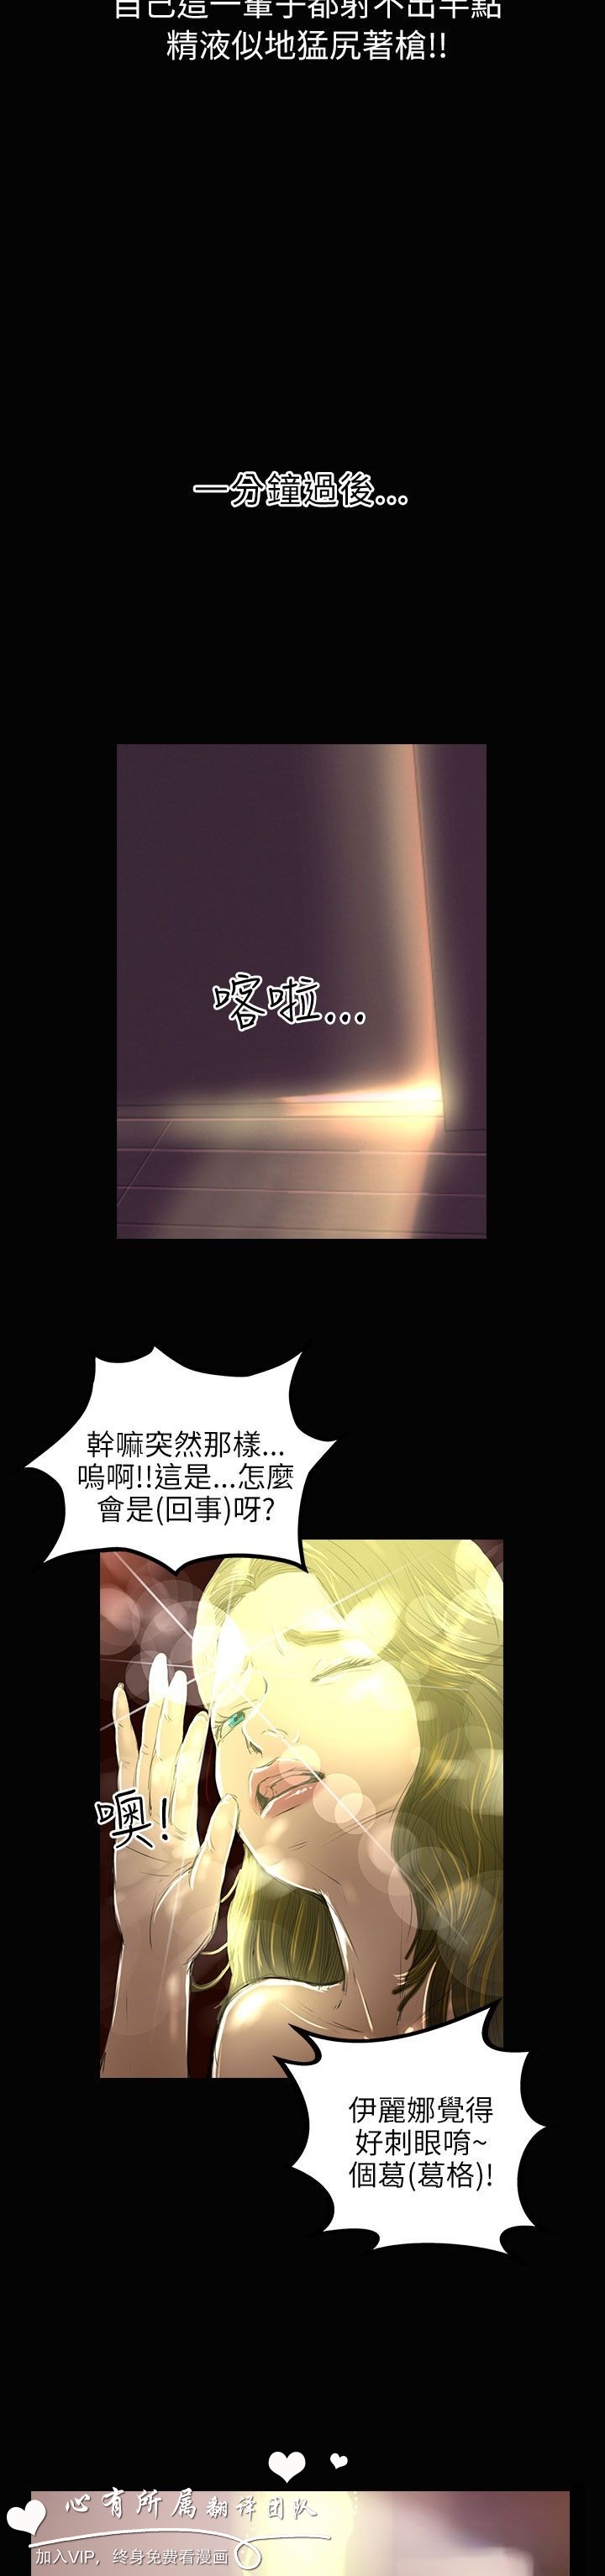 自己這一輩子都射不出半點
精液似地猛尻著槍!!
一分鐘過後...
喀啦...
幹嘛突然那樣...
嗚啊!!這是...怎麼
會是(回事)呀?
噢!
伊麗娜覺得
好刺眼唷~
個葛(葛格)!
心有所属翻译团队
加入VIP，终身免费看漫画